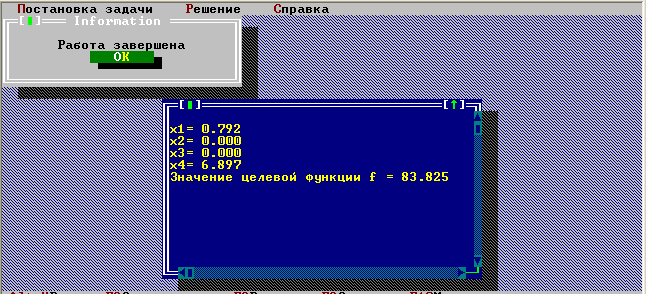 Постановка задачи Решение Справка
[ ] Information
Работа завершена
OK
[ ] [↑]
x1= 0.792
x2= 0.000
x3= 0.000
x4= 6.897
Значение целевой функции f = 83.825